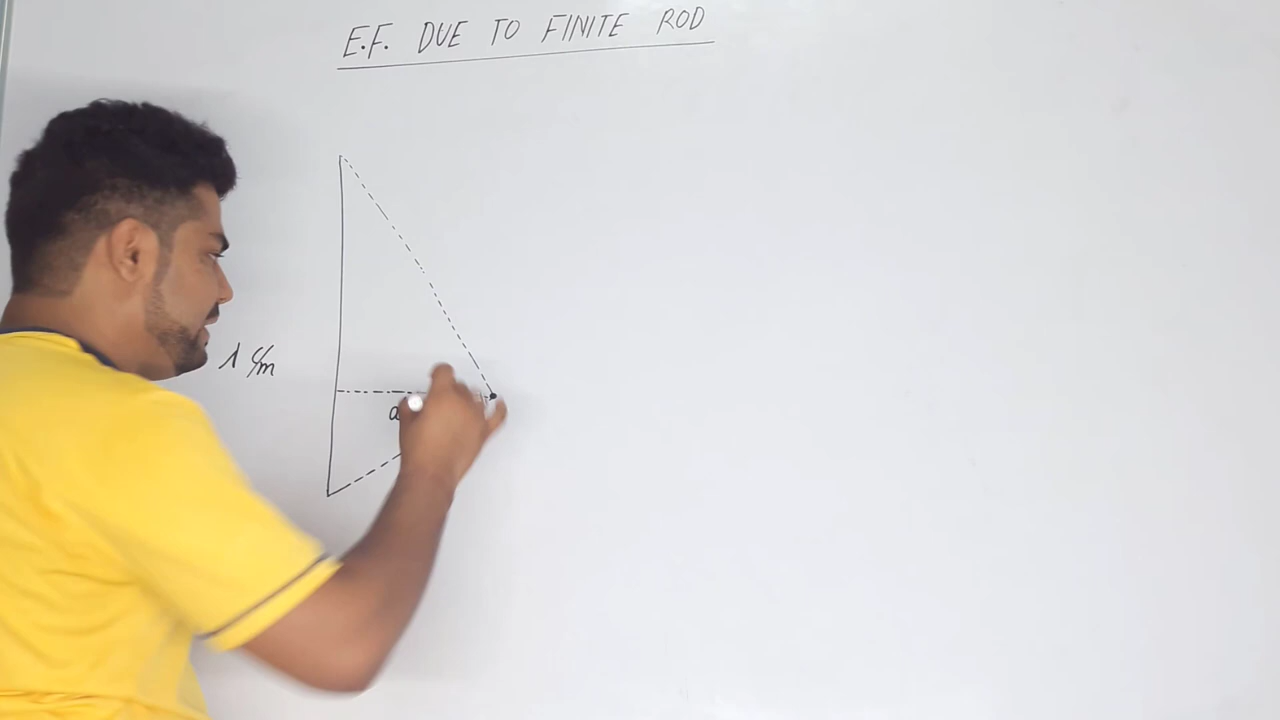 E.F. DUE TO FINITE ROD
λ C/m
a